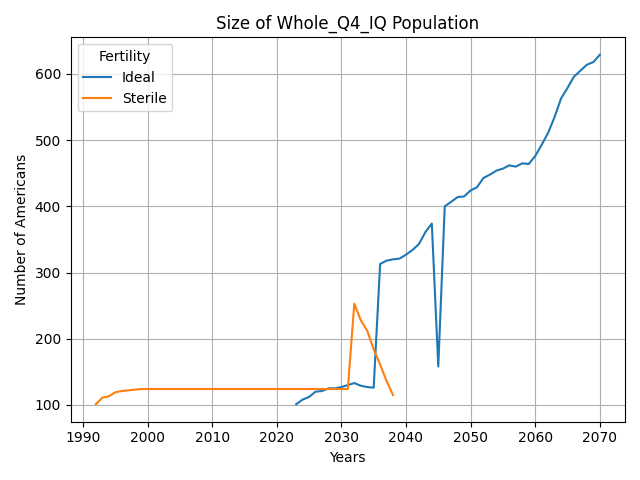 Size of Whole_Q4_IQ Population
Fertility
Ideal
Sterile
Number of Americans
600
500
400
300
200
100
1990 2000 2010 2020 2030 2040 2050 2060 2070
Years